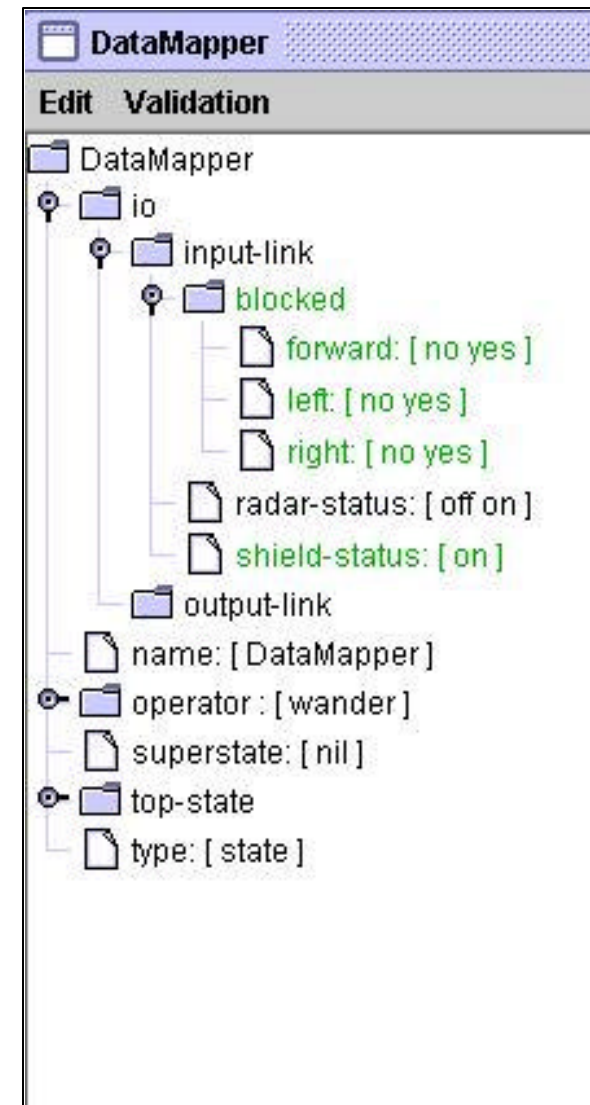 DataMapper
Edit Validation
DataMapper
io
input-link
blocked
forward: [ no yes ]
left: [ no yes ]
right: [ no yes ]
radar-status: [ off on ]
shield-status: [ on ]
output-link
name: [ DataMapper ]
operator : [ wander ]
superstate: [ nil ]
top-state
type: [ state ]